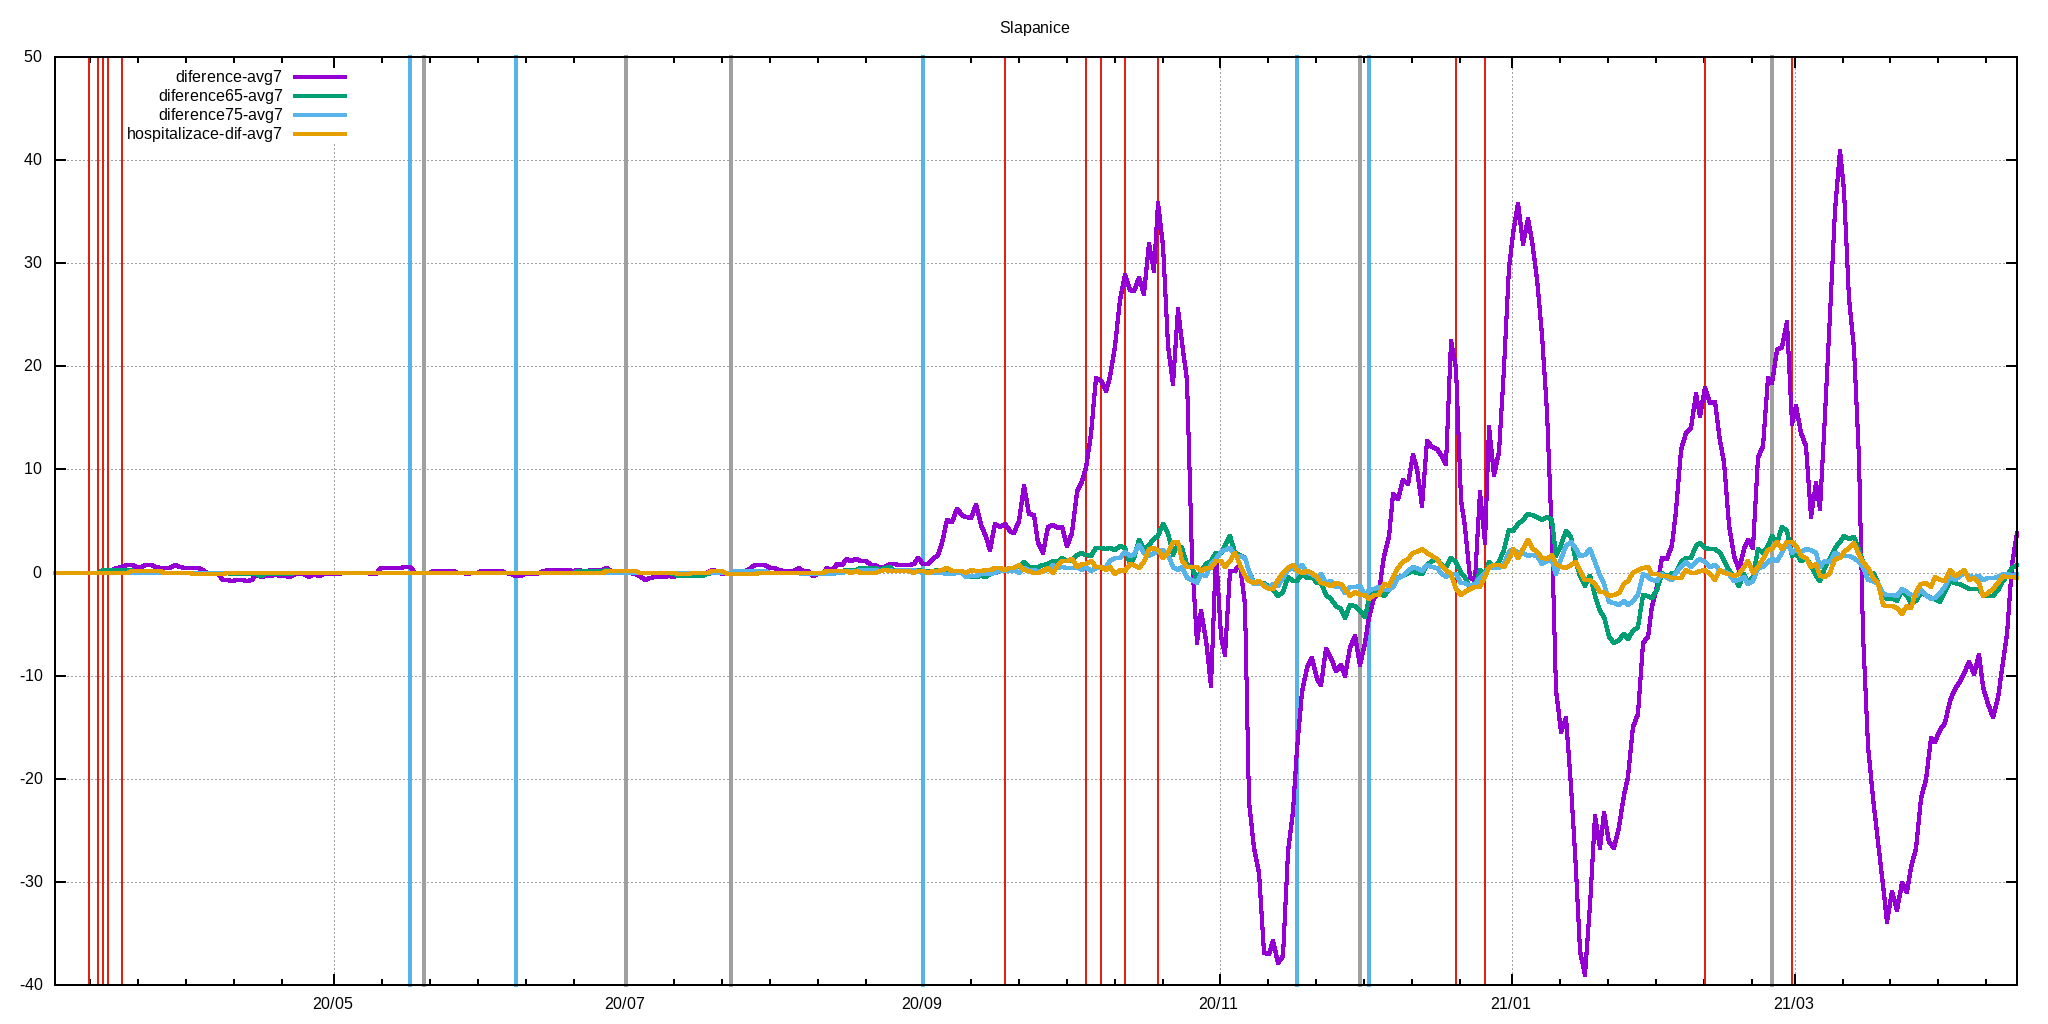 Slapanice
50
diference-avg7
diference65-avg7
diference75-avg7
hospitalizace-dif-avg7
40
30
20
10
0
-10
-20
-30
-40
20/05 20/07 20/09 20/11 21/01 21/03